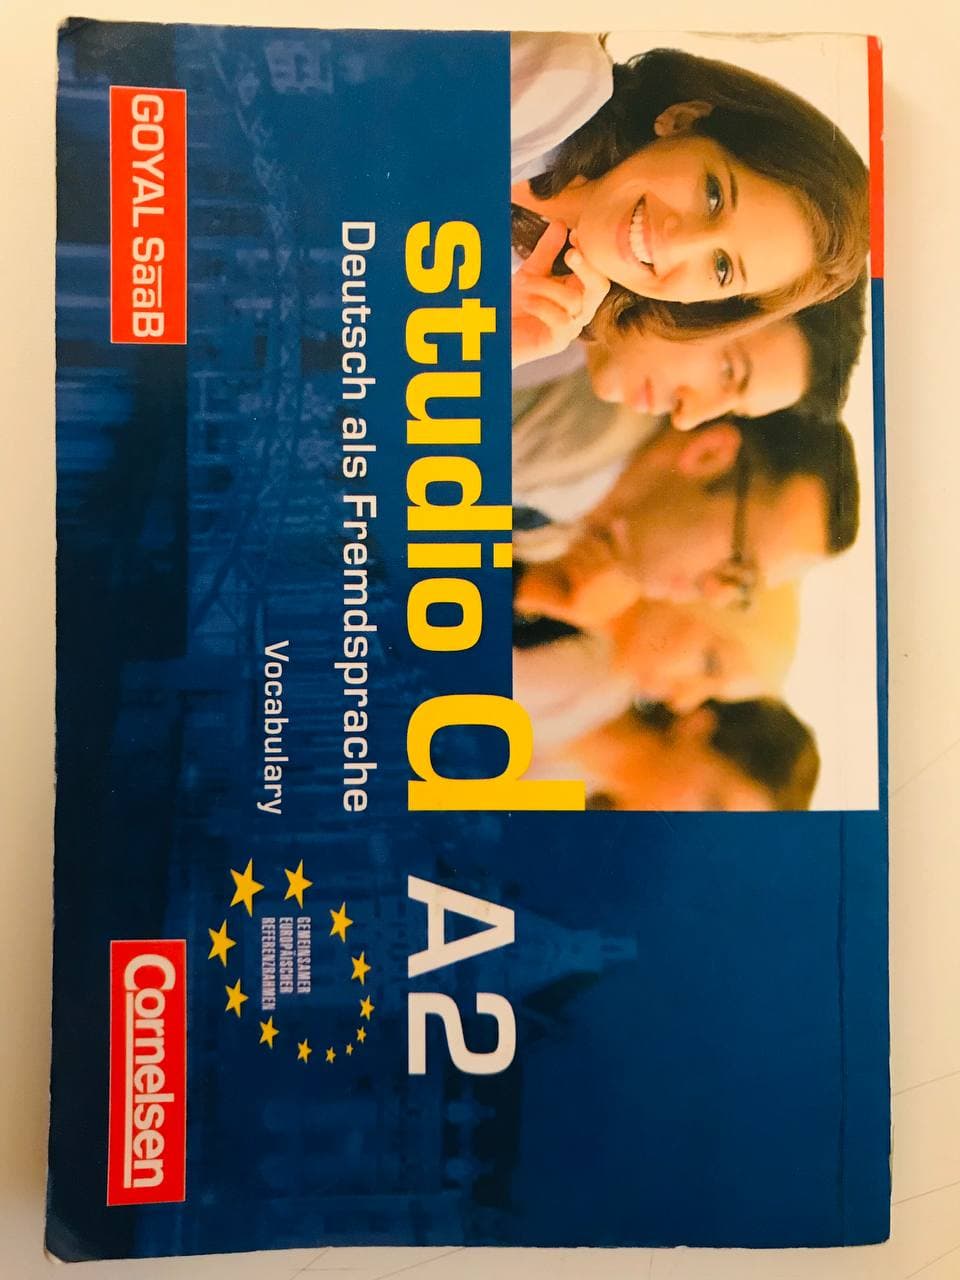 studio d A2
Deutsch als Fremdsprache
Vocabulary
GEMEINSAMER
EUROPÄISCHER
REFERENZRAHMEN
GOYAL SaaB
Cornelsen